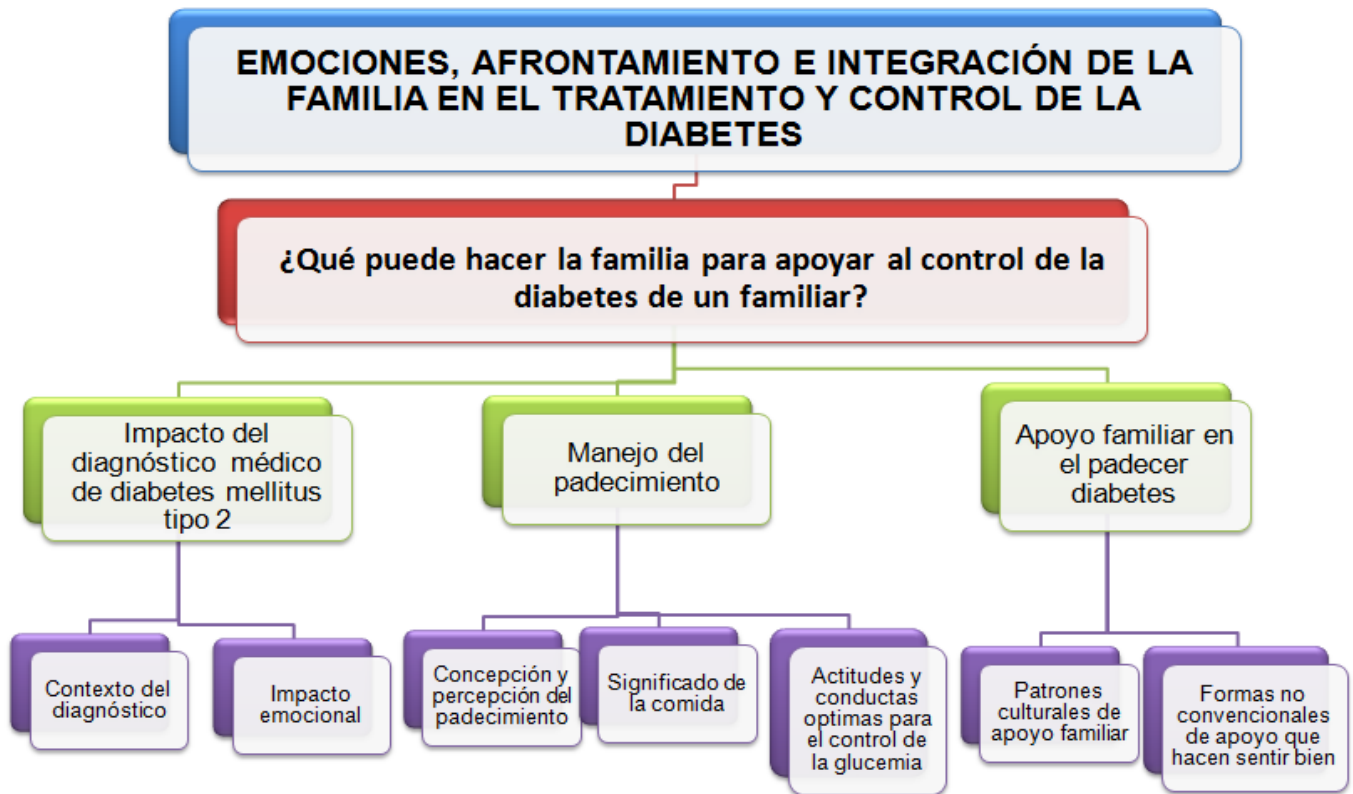 EMOCIONES, AFRONTAMIENTO E INTEGRACIÓN DE LA
FAMILIA EN EL TRATAMIENTO Y CONTROL DE LA
DIABETES
¿Qué puede hacer la familia para apoyar al control de la
diabetes de un familiar?
Impacto del
diagnóstico médico
de diabetes mellitus
tipo 2
Manejo del
padecimiento
Apoyo familiar en
el padecer
diabetes
Contexto del
diagnóstico
Impacto
emocional
Concepción y
percepción del
padecimiento
Significado de
la comida
Actitudes y
conductas
optimas para
el control de
la glucemia
Patrones
culturales de
apoyo familiar
Formas no
convencionales
de apoyo que
hacen sentir bien